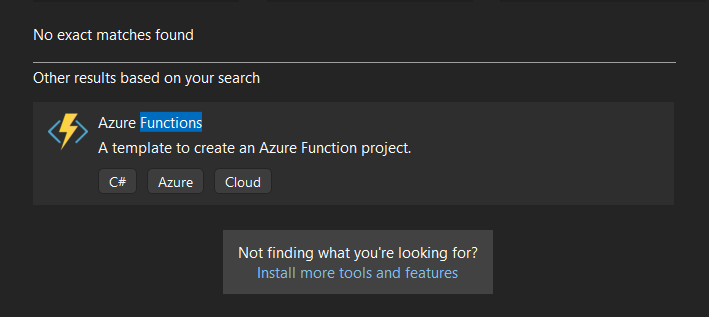 No exact matches found
Other results based on your search
Azure Functions
A template to create an Azure Function project.
C# Azure Cloud
Not finding what you're looking for?
Install more tools and features